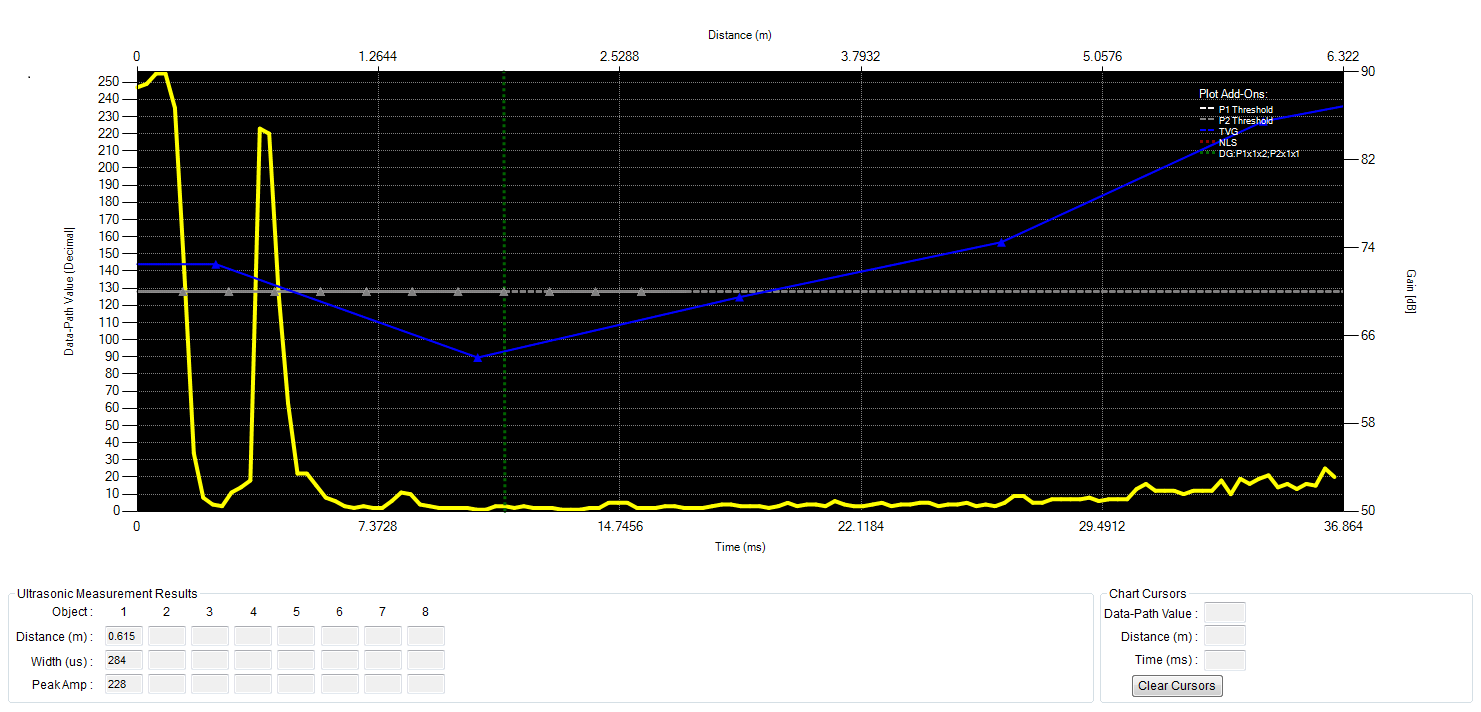 Distance (m)
0 1.2644 2.5288 3.7932 5.0576 6.322
250 90
240
230
220
210
200 82
190
180
170
160
150 74
140
130
120
110
100 66
90
80
70
60
50 58
40
30
20
10
0 50
Data-Path Value [Decimal]
Gain [dB]
Plot Add-Ons:
P1 Threshold
P2 Threshold
TVG
NLS
DG:P1x1x2;P2x1x1
0 7.3728 14.7456 22.1184 29.4912 36.864
Time (ms)
Ultrasonic Measurement Results
Object : 1 2 3 4 5 6 7 8
Distance (m) : 0.615
Width (us) : 284
Peak Amp : 228
Chart Cursors
Data-Path Value :
Distance (m) :
Time (ms) :
Clear Cursors